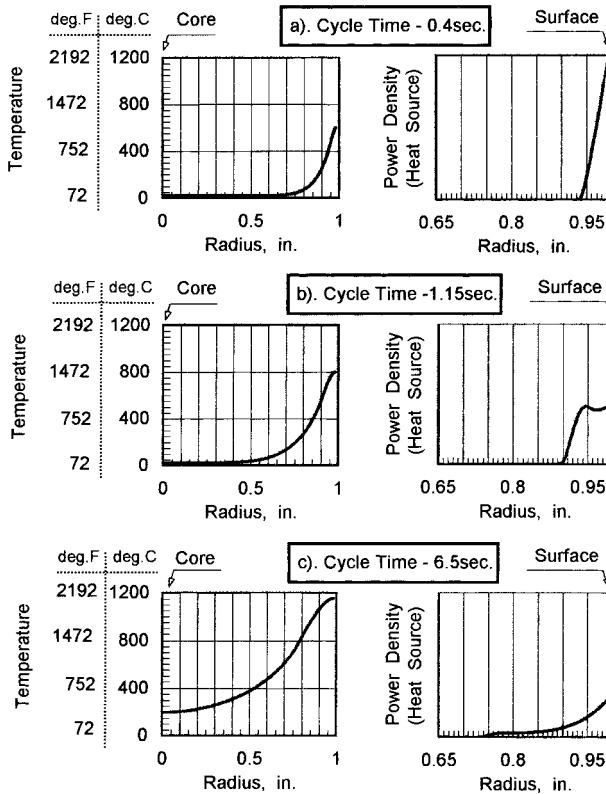 deg.F deg.C Core a). Cycle Time - 0.4sec. Surface
2192 1200
1472 800
752 400
72 0
Temperature
0 0.5 1
Radius, in.
Power Density
(Heat Source)
0.65 0.8 0.95
Radius, in.
deg.F deg.C Core b). Cycle Time -1.15sec. Surface
2192 1200
1472 800
752 400
72 0
Temperature
0 0.5 1
Radius, in.
Power Density
(Heat Source)
0.65 0.8 0.95
Radius, in.
deg.F deg.C Core c). Cycle Time - 6.5sec. Surface
2192 1200
1472 800
752 400
72 0
Temperature
0 0.5 1
Radius, in.
Power Density
(Heat Source)
0.65 0.8 0.95
Radius, in.